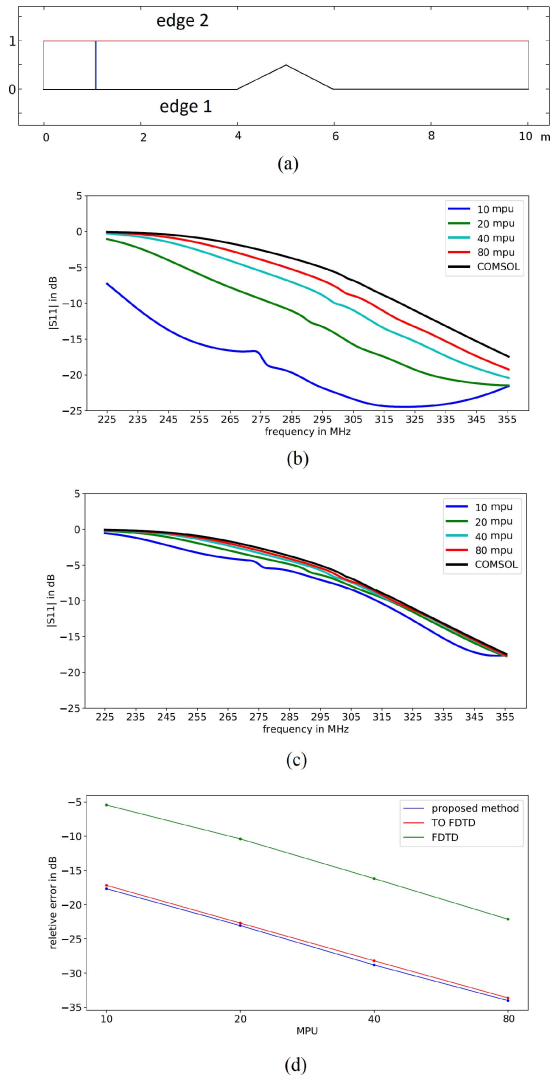 edge 2
1
0
edge 1
0 2 4 6 8 10 m
(a)
5
0
−5
−10
−15
−20
−25
|S11| in dB
10 mpu
20 mpu
40 mpu
80 mpu
COMSOL
225 235 245 255 265 275 285 295 305 315 325 335 345 355
frequency in MHz
(b)
5
0
−5
−10
−15
−20
−25
|S11| in dB
10 mpu
20 mpu
40 mpu
80 mpu
COMSOL
225 235 245 255 265 275 285 295 305 315 325 335 345 355
frequency in MHz
(c)
−5
−10
−15
−20
−25
−30
−35
reletive error in dB
proposed method
TO FDTD
FDTD
10 20 40 80
MPU
(d)